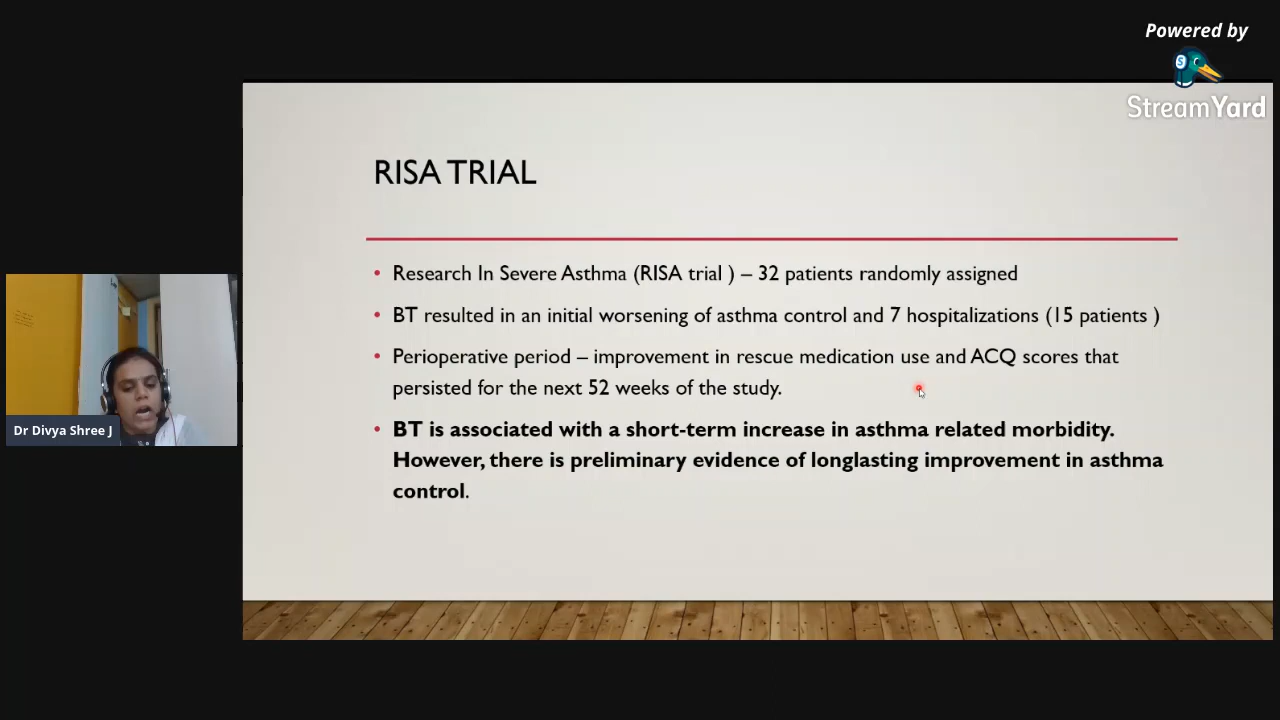 Powered by
StreamYard
RISA TRIAL
• Research In Severe Asthma (RISA trial ) – 32 patients randomly assigned
• BT resulted in an initial worsening of asthma control and 7 hospitalizations (15 patients )
• Perioperative period – improvement in rescue medication use and ACQ scores that
persisted for the next 52 weeks of the study.
• BT is associated with a short-term increase in asthma related morbidity.
However, there is preliminary evidence of longlasting improvement in asthma
control.
Dr Divya Shree J